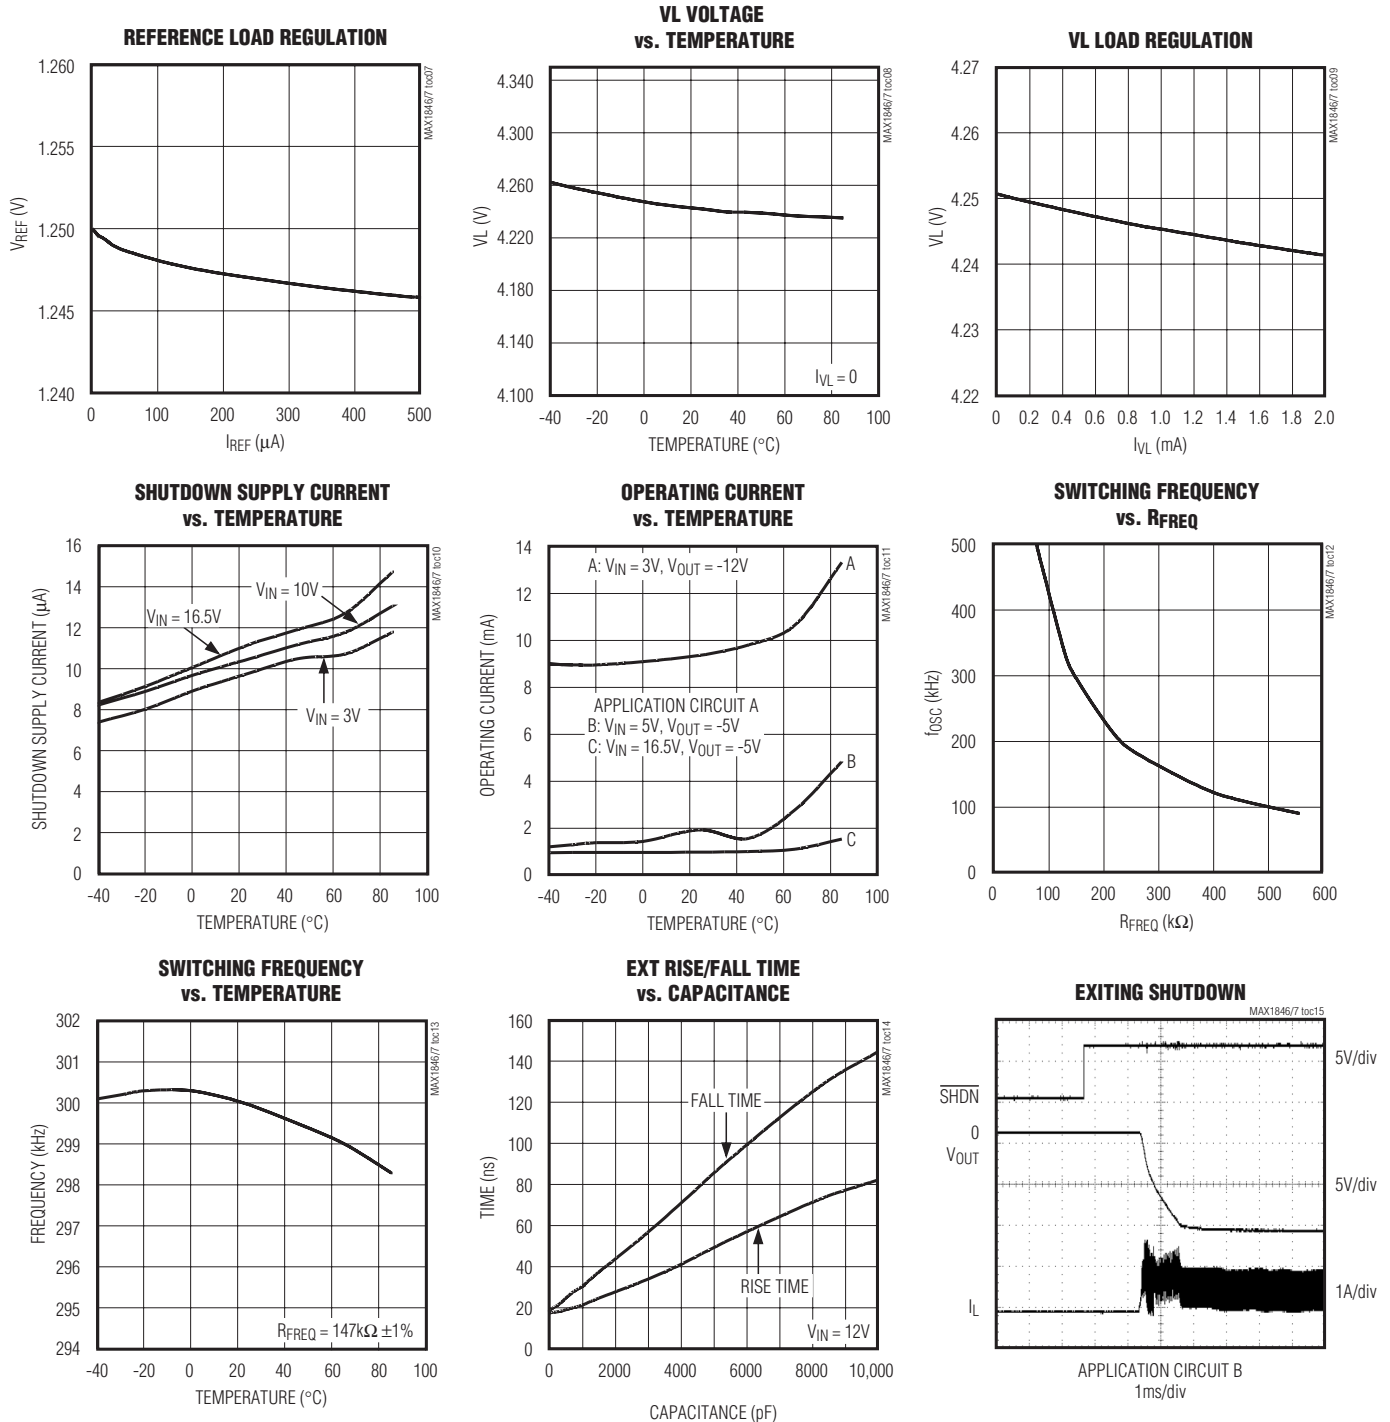 REFERENCE LOAD REGULATION
MAX1846/7 toc07
1.260
1.255
1.250
1.245
1.240
VREF (V)
0 100 200 300 400 500
IREF (μA)
VL VOLTAGE
vs. TEMPERATURE
MAX1846/7 toc08
4.340
4.300
4.260
4.220
4.180
4.140
4.100
VL (V)
IVL = 0
-40 -20 0 20 40 60 80 100
TEMPERATURE (°C)
VL LOAD REGULATION
MAX1846/7 toc09
4.27
4.26
4.25
4.24
4.23
4.22
VL (V)
0 0.2 0.4 0.6 0.8 1.0 1.2 1.4 1.6 1.8 2.0
IVL (mA)
SHUTDOWN SUPPLY CURRENT
vs. TEMPERATURE
MAX1846/7 toc10
16
14
12
10
8
6
4
2
0
SHUTDOWN SUPPLY CURRENT (μA)
VIN = 10V
VIN = 16.5V
VIN = 3V
-40 -20 0 20 40 60 80 100
TEMPERATURE (°C)
OPERATING CURRENT
vs. TEMPERATURE
MAX1846/7 toc11
14
12
10
8
6
4
2
0
OPERATING CURRENT (mA)
A: VIN = 3V, VOUT = -12V
A
APPLICATION CIRCUIT A
B: VIN = 5V, VOUT = -5V
C: VIN = 16.5V, VOUT = -5V
B
C
-40 -20 0 20 40 60 80 100
TEMPERATURE (°C)
SWITCHING FREQUENCY
vs. RFREQ
MAX1846/7 toc12
500
400
300
200
100
0
fOSC (kHz)
0 100 200 300 400 500 600
RFREQ (kΩ)
SWITCHING FREQUENCY
vs. TEMPERATURE
MAX1846/7 toc13
302
301
300
299
298
297
296
295
294
FREQUENCY (kHz)
RFREQ = 147kΩ ±1%
-40 -20 0 20 40 60 80 100
TEMPERATURE (°C)
EXT RISE/FALL TIME
vs. CAPACITANCE
MAX1846/7 toc14
160
140
120
100
80
60
40
20
0
TIME (ns)
FALL TIME
RISE TIME
VIN = 12V
0 2000 4000 6000 8000 10,000
CAPACITANCE (pF)
EXITING SHUTDOWN
MAX1846/7 toc15
5V/div
SHDN
0
VOUT
5V/div
1A/div
IL
APPLICATION CIRCUIT B
1ms/div